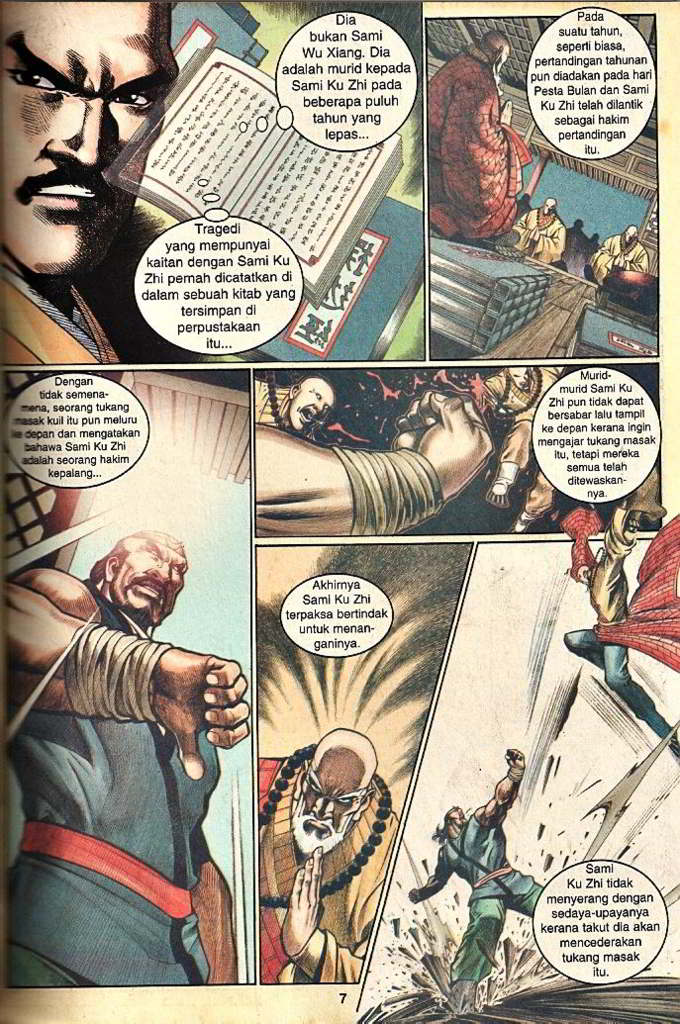 Dia
bukan Sami
Wu Xiang. Dia
adalah murid kepada
Sami Ku Zhi pada
beberapa puluh
tahun yang
lepas...
Tragedi
yang mempunyai
kaitan dengan Sami Ku
Zhi pernah dicatatkan di
dalam sebuah kitab yang
tersimpan di
perpustakaan
itu...
Pada
suatu tahun,
seperti biasa,
pertandingan tahunan
pun diadakan pada hari
Pesta Bulan dan Sami
Ku Zhi telah dilantik
sebagai hakim
pertandingan
itu.
Dengan
tidak semena-
mena, seorang tukang
masak kuil itu pun meluru
ke depan dan mengatakan
bahawa Sami Ku Zhi
adalah seorang hakim
kepalang...
Murid-
murid Sami Ku
Zhi pun tidak dapat
bersabar lalu tampil
ke depan kerana ingin
mengajar tukang masak
itu, tetapi mereka
semua telah
ditewaskan-
nya.
Akhirnya
Sami Ku Zhi
terpaksa bertindak
untuk menan-
ganinya.
Sami
Ku Zhi tidak
menyerang dengan
sedaya-upayanya
kerana takut dia akan
mencederakan
tukang masak
itu.
7